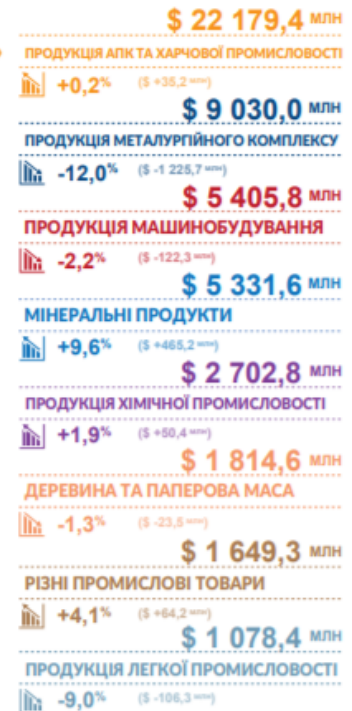 $ 22 179,4 МЛН
ПРОДУКЦІЯ АПК ТА ХАРЧОВОЇ ПРОМИСЛОВОСТІ
+0,2% ($ +35,2 млн)
$ 9 030,0 МЛН
ПРОДУКЦІЯ МЕТАЛУРГІЙНОГО КОМПЛЕКСУ
-12,0% ($ -1 225,7 млн)
$ 5 405,8 МЛН
ПРОДУКЦІЯ МАШИНОБУДУВАННЯ
-2,2% ($ -122,3 млн)
$ 5 331,6 МЛН
МІНЕРАЛЬНІ ПРОДУКТИ
+9,6% ($ +465,2 млн)
$ 2 702,8 МЛН
ПРОДУКЦІЯ ХІМІЧНОЇ ПРОМИСЛОВОСТІ
+1,9% ($ +50,4 млн)
$ 1 814,6 МЛН
ДЕРЕВИНА ТА ПАПЕРОВА МАСА
-1,3% ($ -23,5 млн)
$ 1 649,3 МЛН
РІЗНІ ПРОМИСЛОВІ ТОВАРИ
+4,1% ($ +64,2 млн)
$ 1 078,4 МЛН
ПРОДУКЦІЯ ЛЕГКОЇ ПРОМИСЛОВОСТІ
-9,0% ($ -106,3 млн)